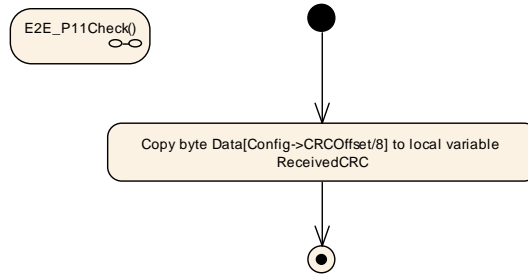 E2E_P11Check()
Copy byte Data[Config->CRCOffset/8] to local variable
ReceivedCRC